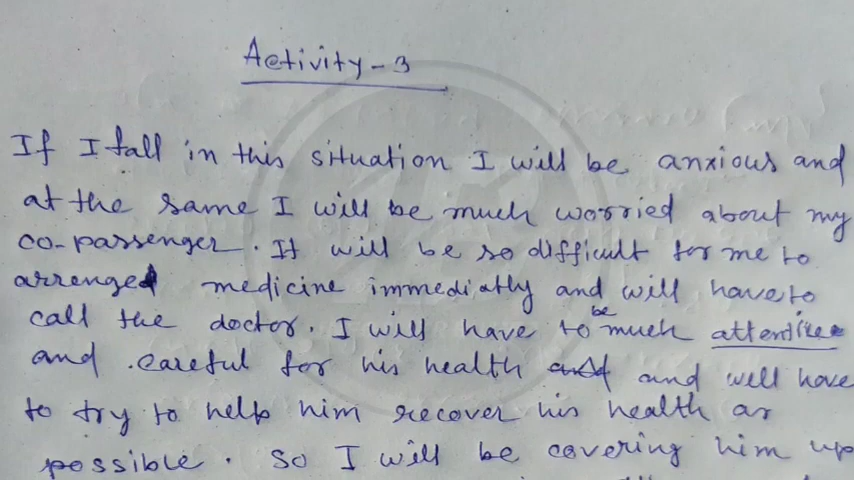 Activity-3
If I fall in this situation I will be anxious and
at the same I will be much worried about my
co-passenger. It will be so difficult for me to
arrenged medicine immediatly and will have to
call the doctor. I will have to be much attentive
and careful for his health and and will have
to try to help him recover his health as
possible. So I will be covering him up